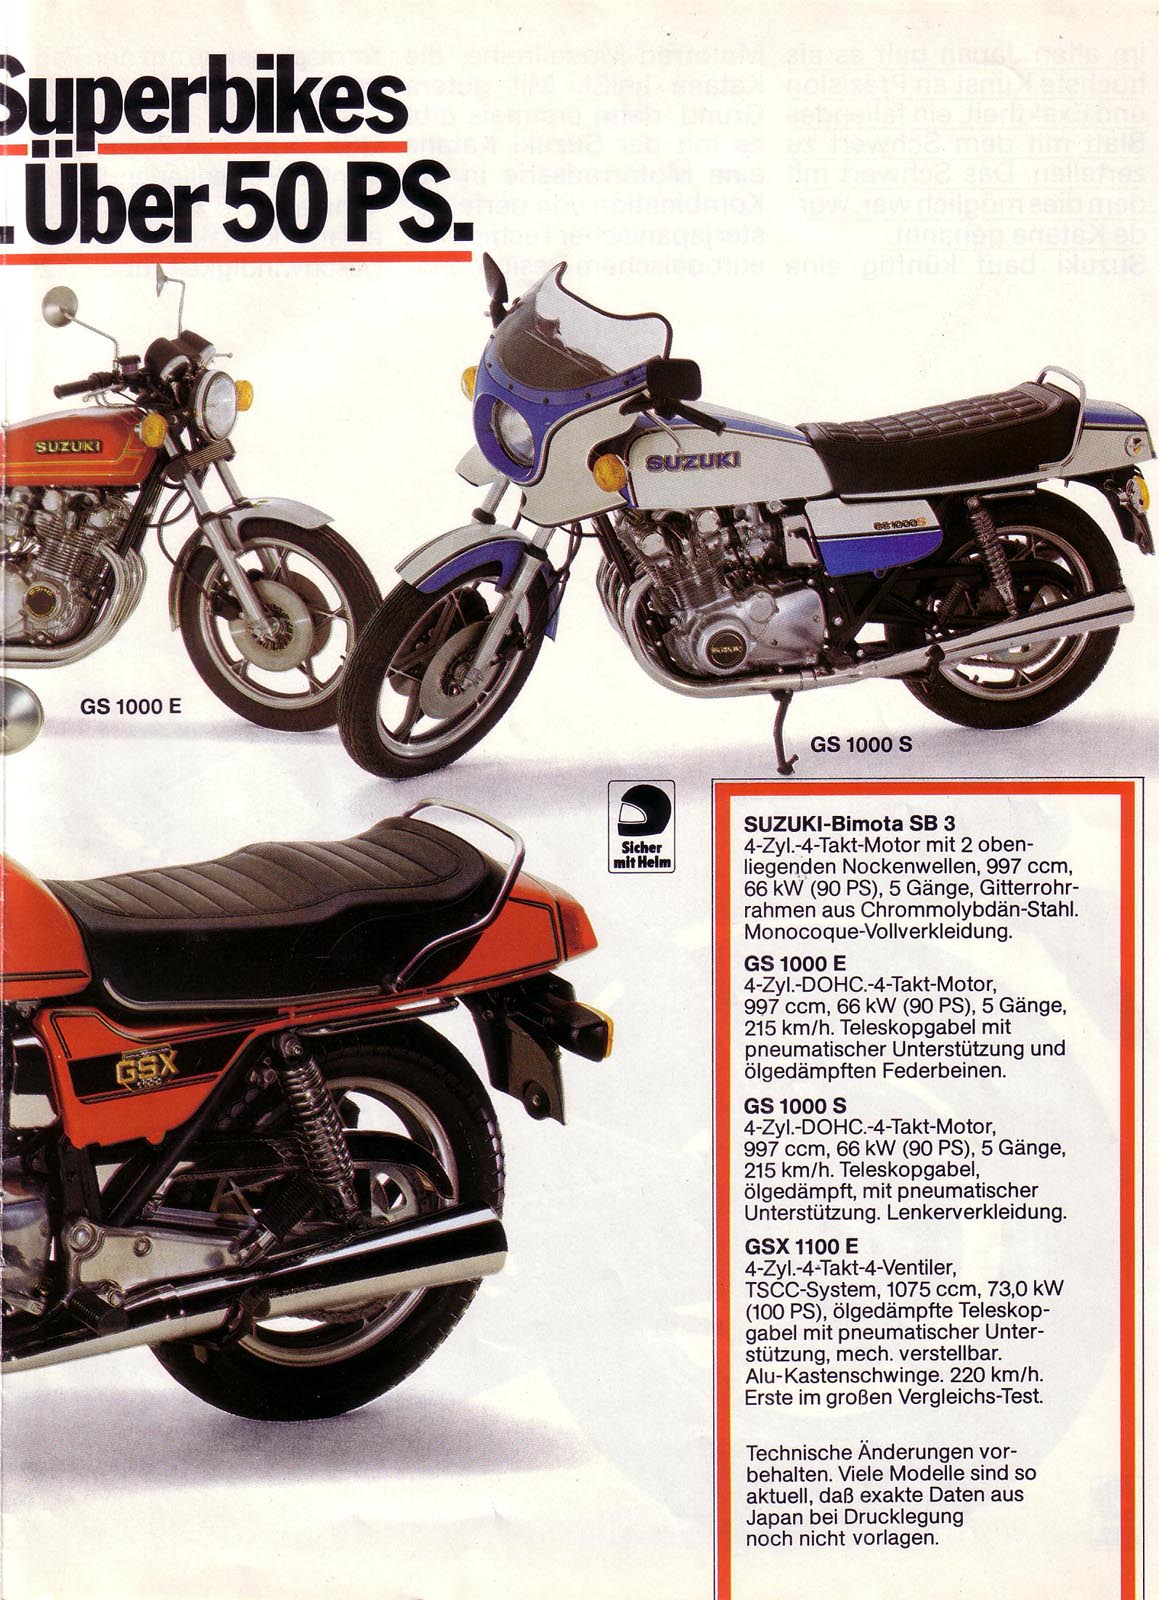 Superbikes
. Über 50 PS.
SUZUKI
SUZUKI
GS1000S
SUZUKI
GS 1000 E
GS 1000 S
Sicher
mit Helm
GSX
SUZUKI-Bimota SB 3
4-Zyl.-4-Takt-Motor mit 2 oben-
liegenden Nockenwellen, 997 ccm,
66 kW (90 PS), 5 Gänge, Gitterrohr-
rahmen aus Chrommolybdän-Stahl.
Monocoque-Vollverkleidung.
GS 1000 E
4-Zyl.-DOHC.-4-Takt-Motor,
997 ccm, 66 kW (90 PS), 5 Gänge,
215 km/h. Teleskopgabel mit
pneumatischer Unterstützung und
ölgedämpften Federbeinen.
GS 1000 S
4-Zyl.-DOHC.-4-Takt-Motor,
997 ccm, 66 kW (90 PS), 5 Gänge,
215 km/h. Teleskopgabel,
ölgedämpft, mit pneumatischer
Unterstützung. Lenkerverkleidung.
GSX 1100 E
4-Zyl.-4-Takt-4-Ventiler,
TSCC-System, 1075 ccm, 73,0 kW
(100 PS), ölgedämpfte Teleskop-
gabel mit pneumatischer Unter-
stützung, mech. verstellbar.
Alu-Kastenschwinge. 220 km/h.
Erste im großen Vergleichs-Test.
Technische Änderungen vor-
behalten. Viele Modelle sind so
aktuell, daß exakte Daten aus
Japan bei Drucklegung
noch nicht vorlagen.